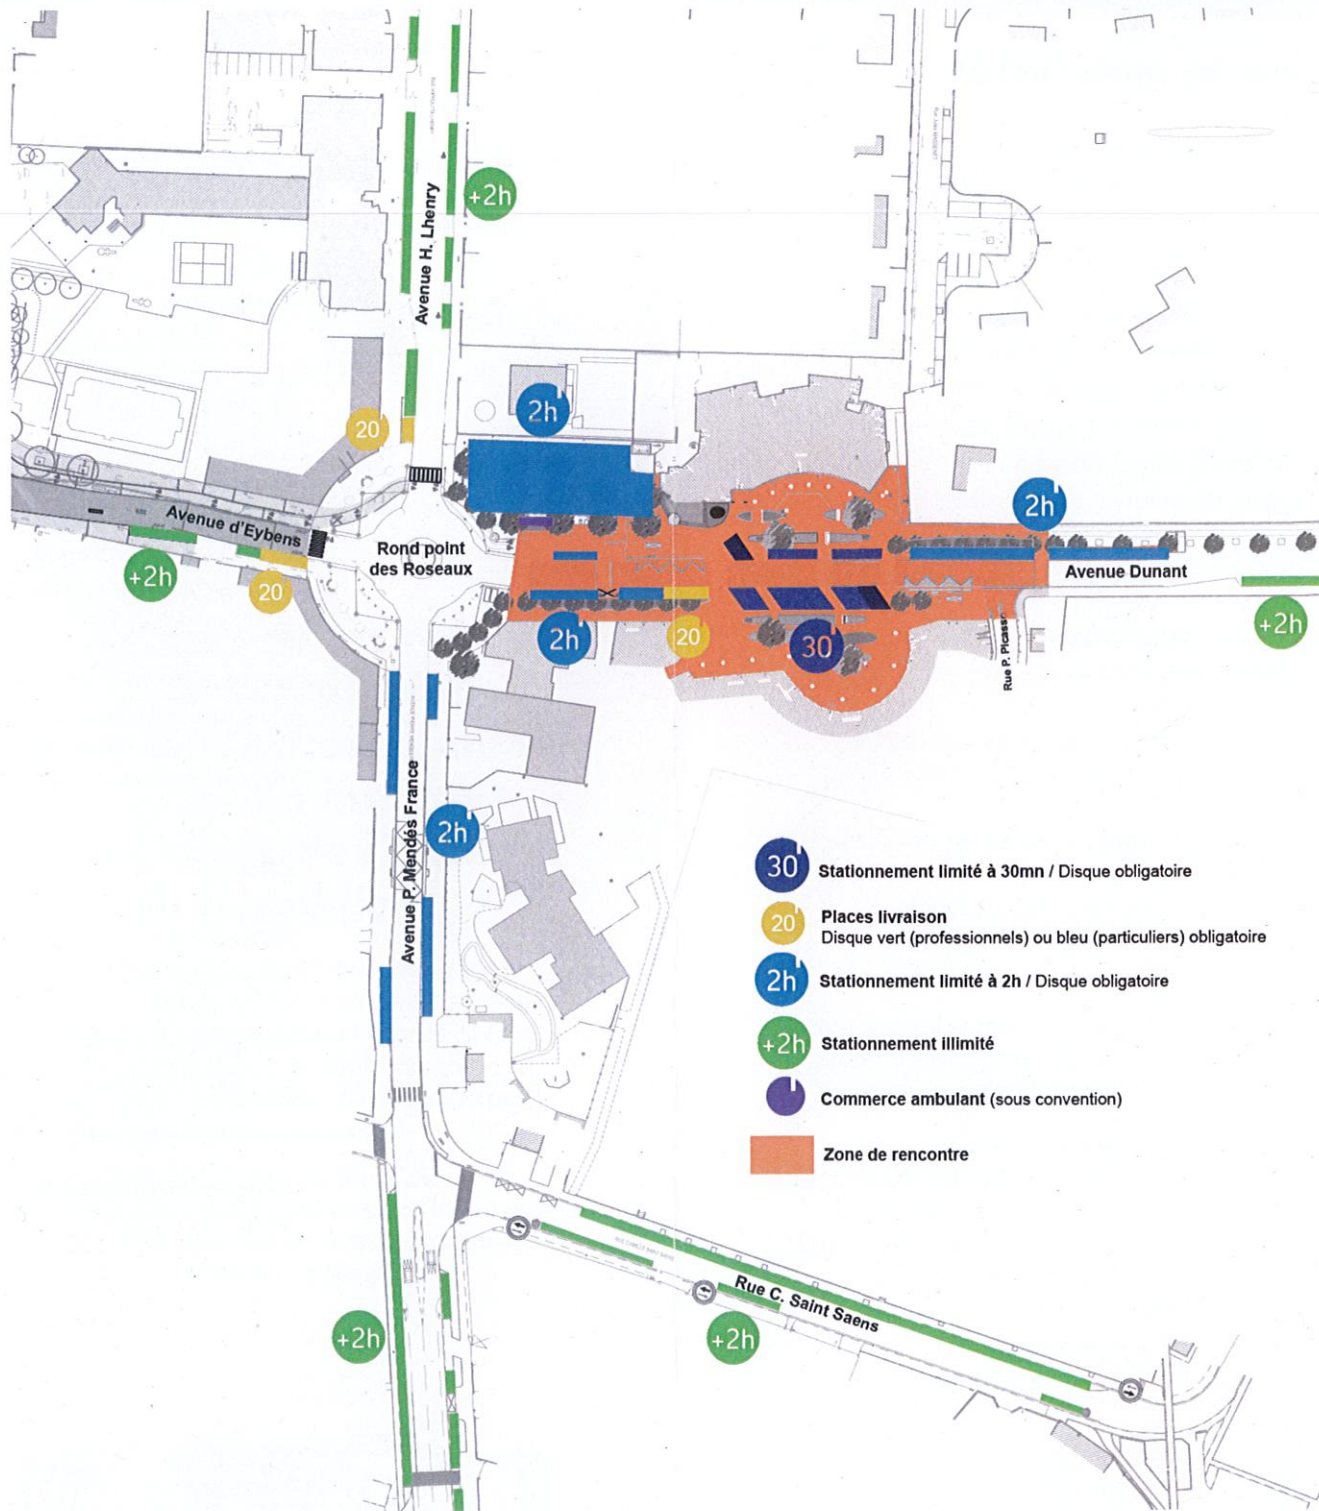 +2h
Avenue H. Lhenry
2h
20
2h
Avenue d'Eybens
Rond point
des Roseaux
Avenue Dunant
+2h
20
2h
20
30
+2h
Rue P. Picasso
Avenue P. Mendés France
2h
30 Stationnement limité à 30mn / Disque obligatoire
20 Places livraison
Disque vert (professionnels) ou bleu (particuliers) obligatoire
2h Stationnement limité à 2h / Disque obligatoire
+2h Stationnement illimité
Commerce ambulant (sous convention)
Zone de rencontre
Rue C. Saint Saens
+2h
+2h